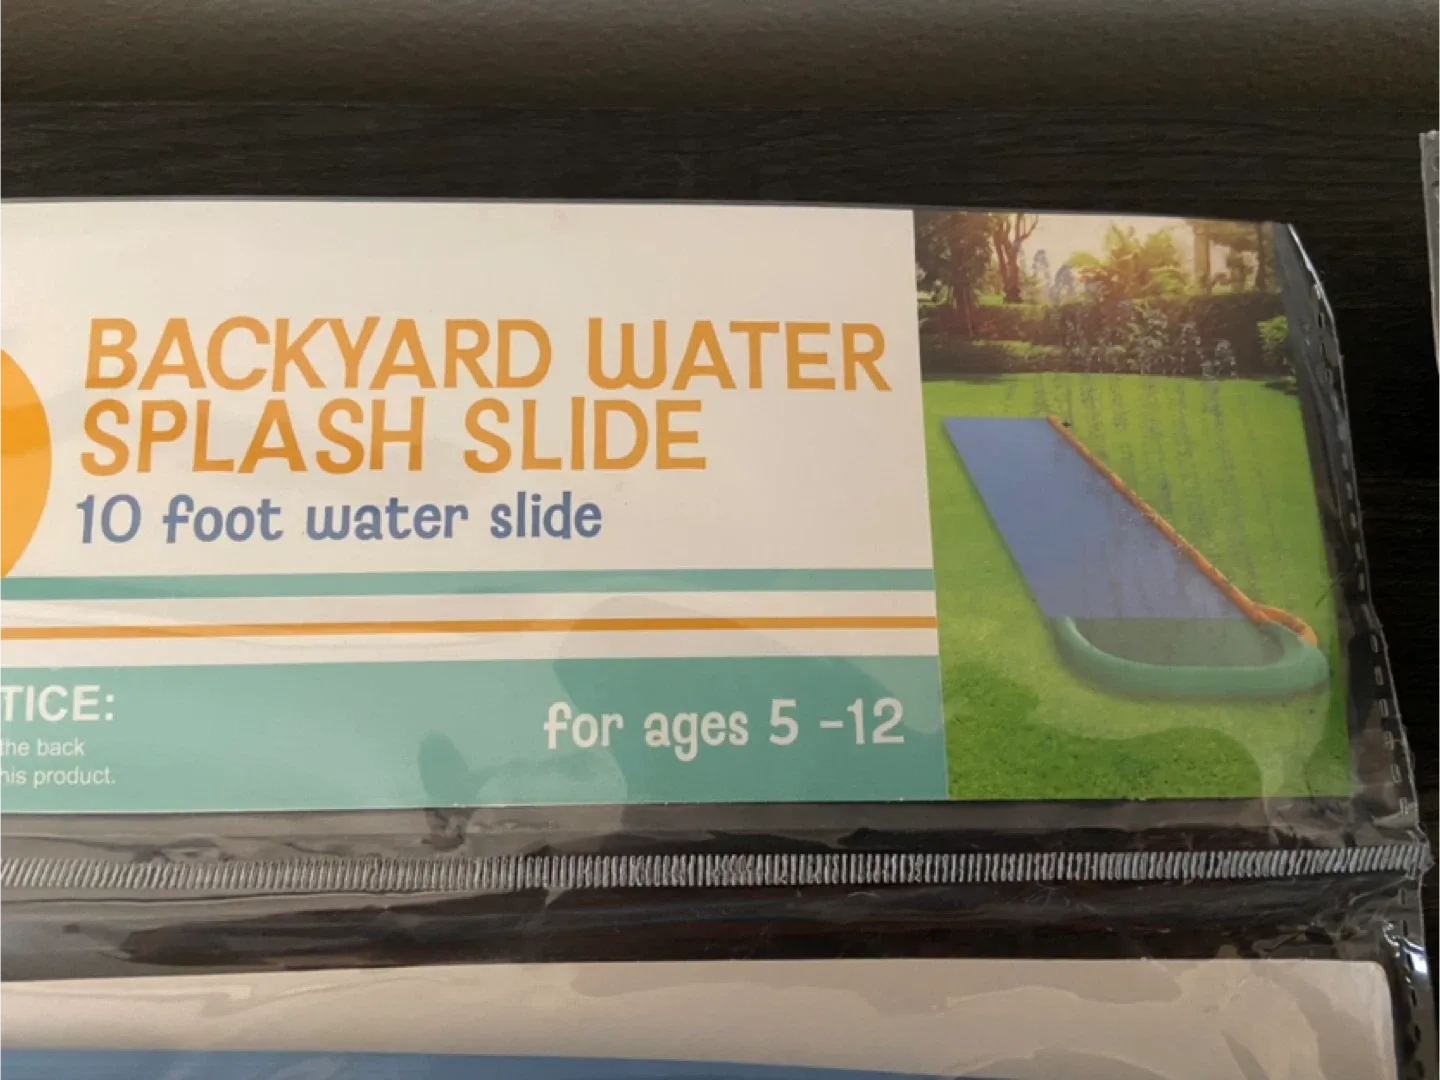 BACKYARD WATER
SPLASH SLIDE
10 foot water slide
TICE:
the back
his product.
for ages 5 -12